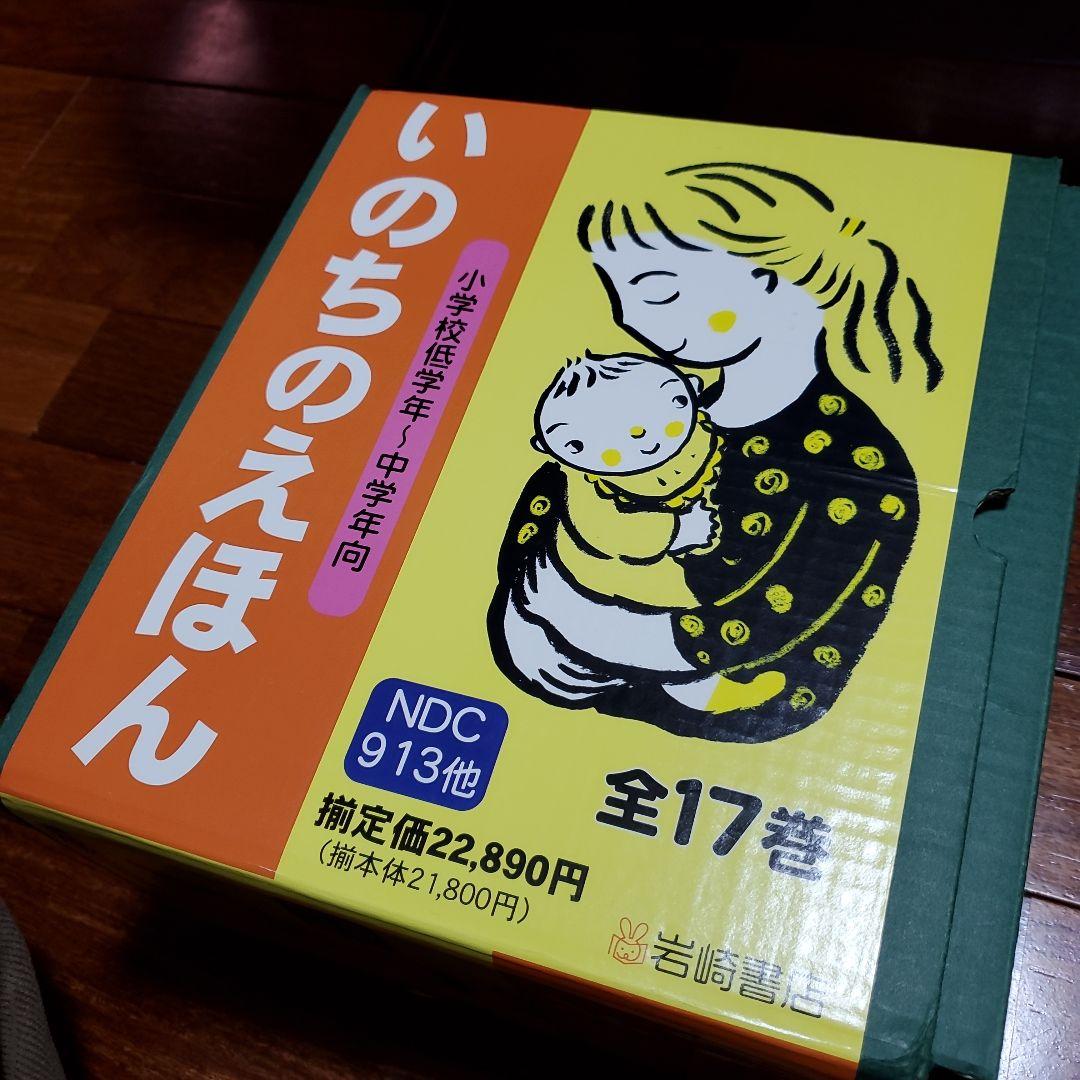 いのちのえほん
小学校低学年～中学年向
NDC
913他
揃定価22,890円
(揃本体21,800円)
全17巻
岩崎書店